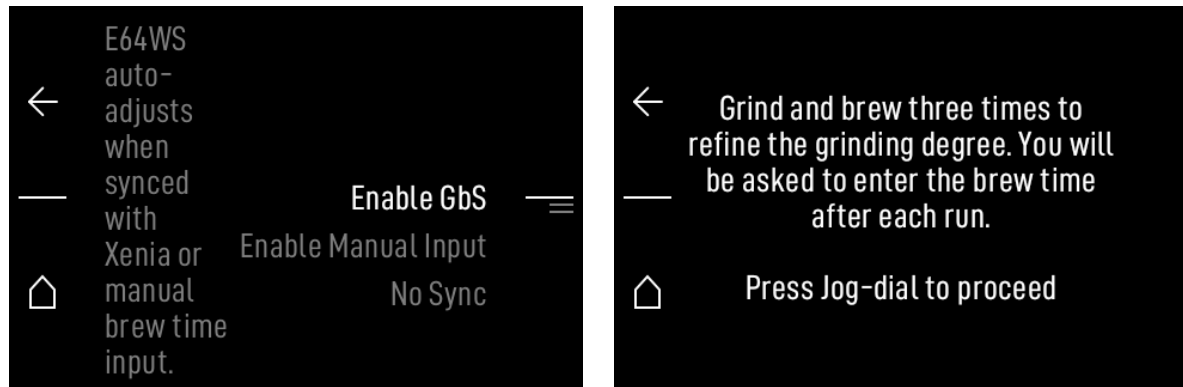 E64WS
auto-
adjusts
when
synced
with
Xenia or
manual
brew time
input.
Enable GbS
Enable Manual Input
No Sync
Grind and brew three times to
refine the grinding degree. You will
be asked to enter the brew time
after each run.
Press Jog-dial to proceed